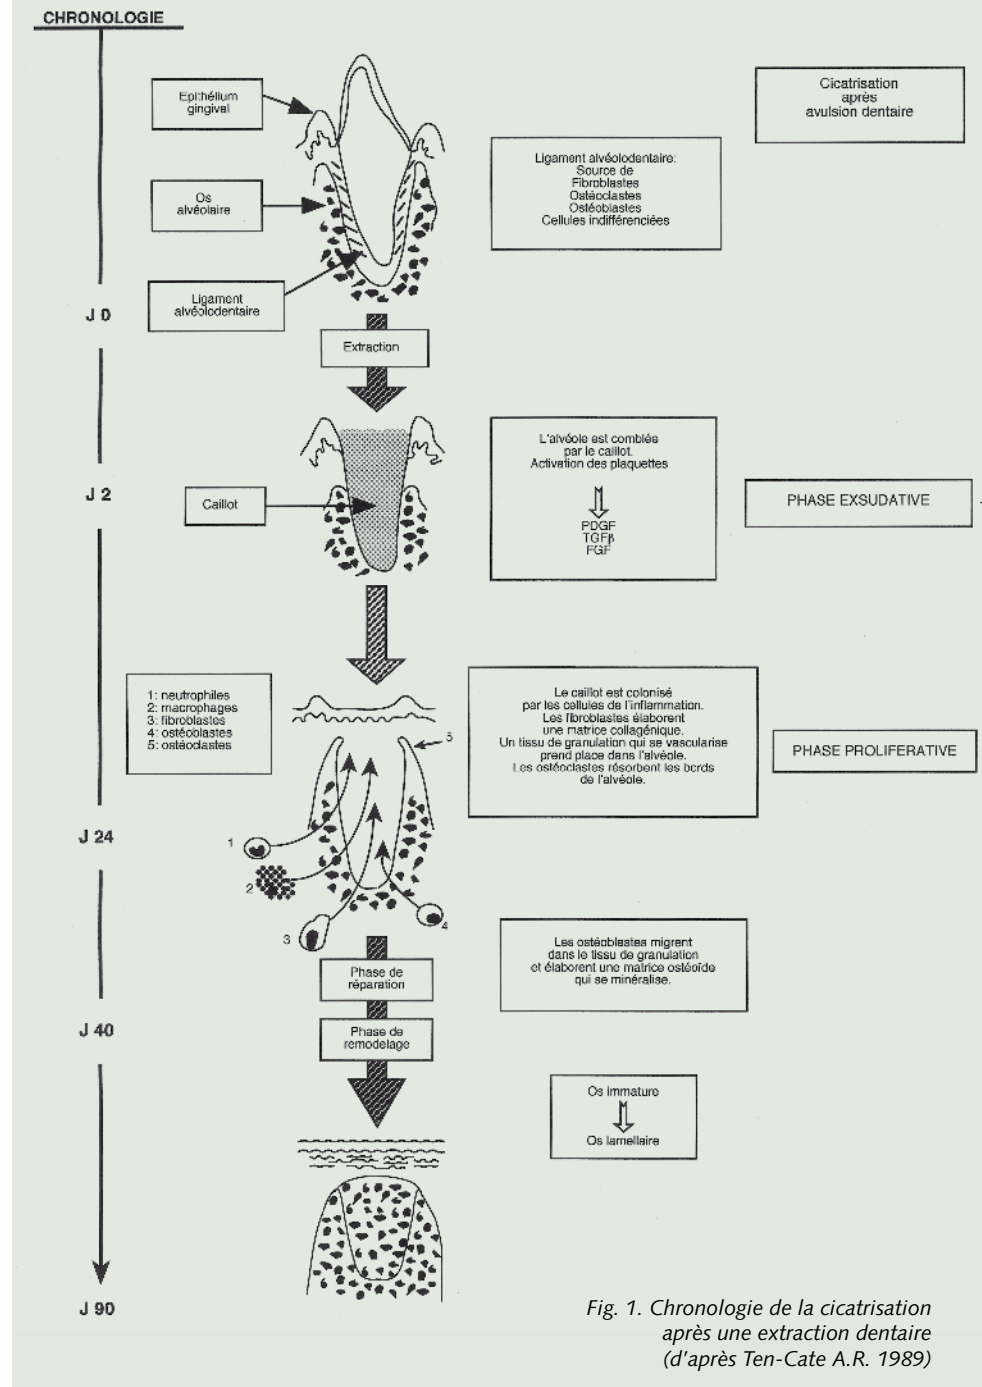 CHRONOLOGIE
Epithélium
gingival
Cicatrisation
après
avulsion dentaire
Ligament alvéolodentaire:
Source de
Fibroblastes
Ostéoclastes
Ostéoblastes
Cellules indifférenciées
Os
alvéolaire
Ligament
alvéolodentaire
J 0
Extraction
L'alvéole est comblée
par le caillot.
Activation des plaquettes
PDGF
TGFβ
FGF
J 2
Caillot
PHASE EXSUDATIVE
1: neutrophiles
2: macrophages
3: fibroblastes
4: ostéoblastes
5: ostéoclastes
5
Le caillot est colonisé
par les cellules de l'inflammation.
Les fibroblastes élaborent
une matrice collagénique.
Un tissu de granulation qui se vascularise
prend place dans l'alvéole.
Les ostéoclastes résorbent les bords
de l'alvéole.
PHASE PROLIFERATIVE
J 24
1
2
3
4
Les ostéoblastes migrent
dans le tissu de granulation
et élaborent une matrice ostéoïde
qui se minéralise.
Phase de
réparation
J 40
Phase de
remodelage
Os immature
Os lamellaire
J 90
Fig. 1. Chronologie de la cicatrisation
après une extraction dentaire
(d'après Ten-Cate A.R. 1989)